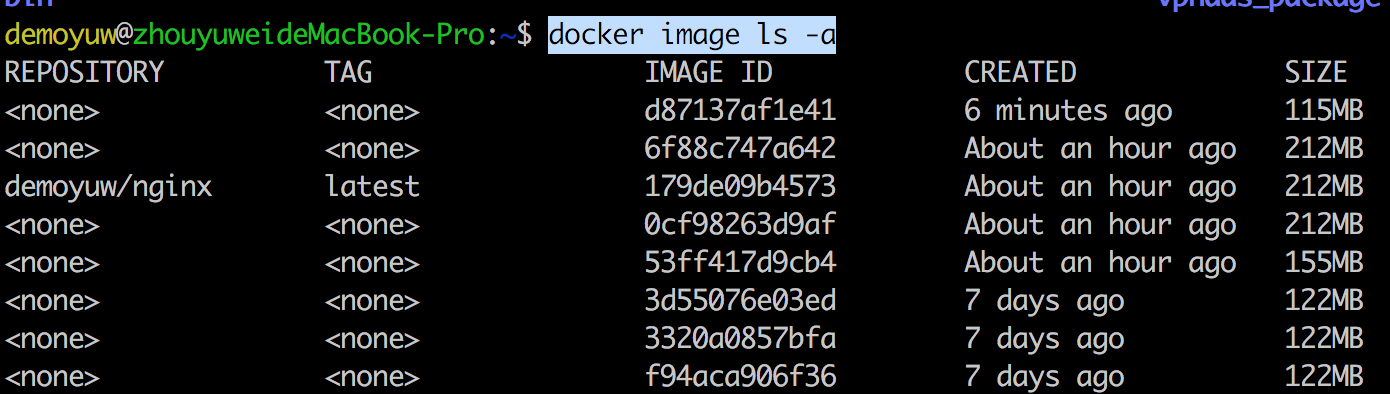 demoyuw@zhouyuweideMacBook-Pro:~$ docker image ls -a
REPOSITORY TAG IMAGE ID CREATED SIZE
<none> <none> d87137af1e41 6 minutes ago 115MB
<none> <none> 6f88c747a642 About an hour ago 212MB
demoyuw/nginx latest 179de09b4573 About an hour ago 212MB
<none> <none> 0cf98263d9af About an hour ago 212MB
<none> <none> 53ff417d9cb4 About an hour ago 155MB
<none> <none> 3d55076e03ed 7 days ago 122MB
<none> <none> 3320a0857bfa 7 days ago 122MB
<none> <none> f94aca906f36 7 days ago 122MB